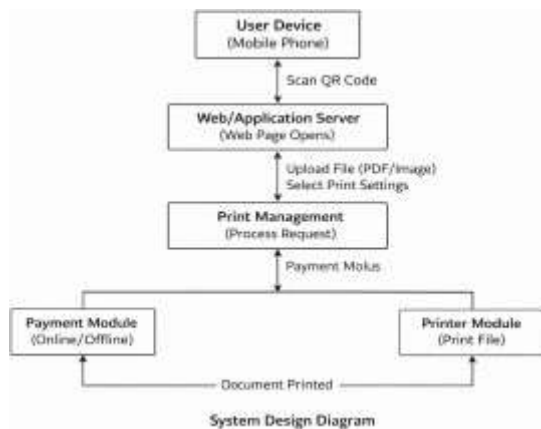 User Device
(Mobile Phone)
Scan QR Code
Web/Application Server
(Web Page Opens)
Upload File (PDF/Image)
Select Print Settings
Print Management
(Process Request)
Payment Molus
Payment Module
(Online/Offline)
Printer Module
(Print File)
Document Printed
System Design Diagram